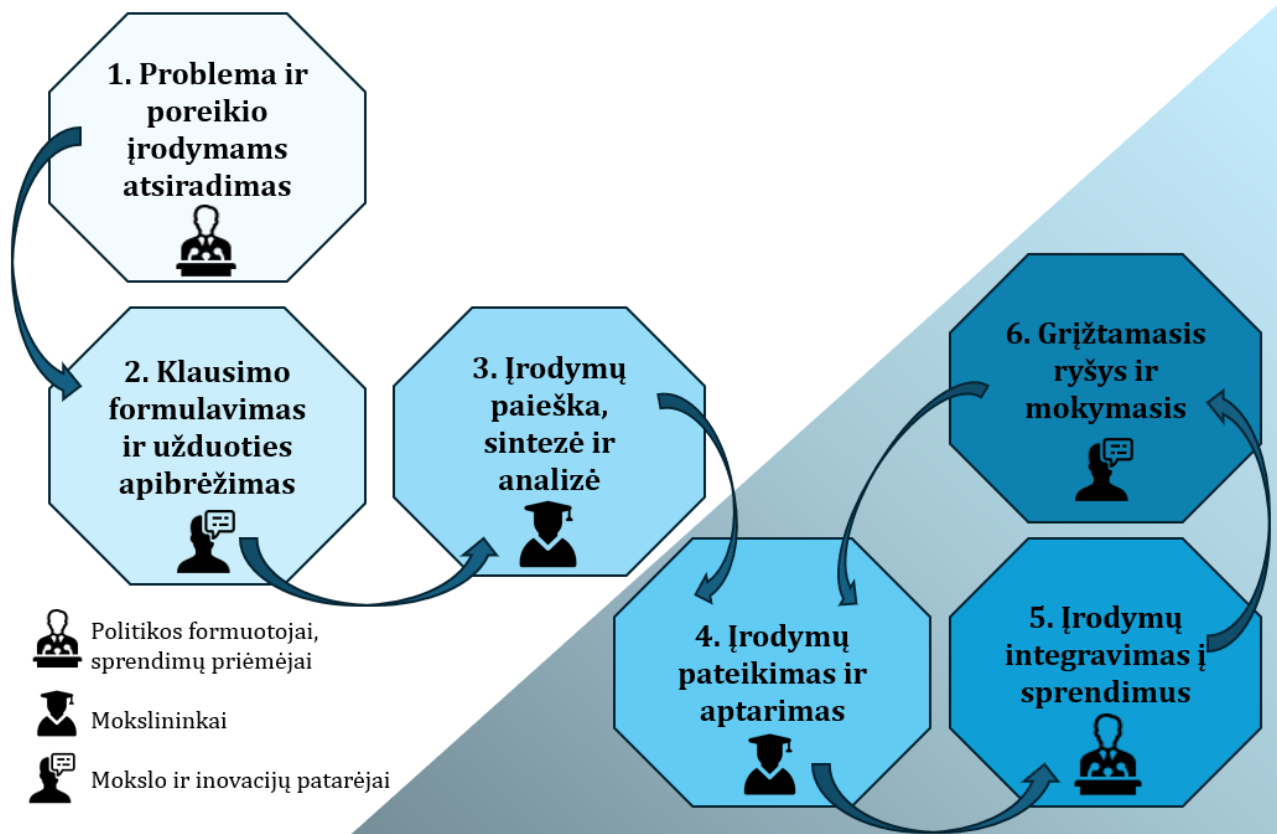 1. Problema ir
poreikio
įrodymams
atsiradimas
2. Klausimo
formulavimas
ir užduoties
apibrėžimas
3. Įrodymų
paieška,
sintezė ir
analizė
4. Įrodymų
pateikimas ir
aptarimas
5. Įrodymų
integravimas į
sprendimus
6. Grįžtamasis
ryšys ir
mokymasis
Politikos formuotojai,
sprendimų priėmėjai
Mokslininkai
Mokslo ir inovacijų patarėjai